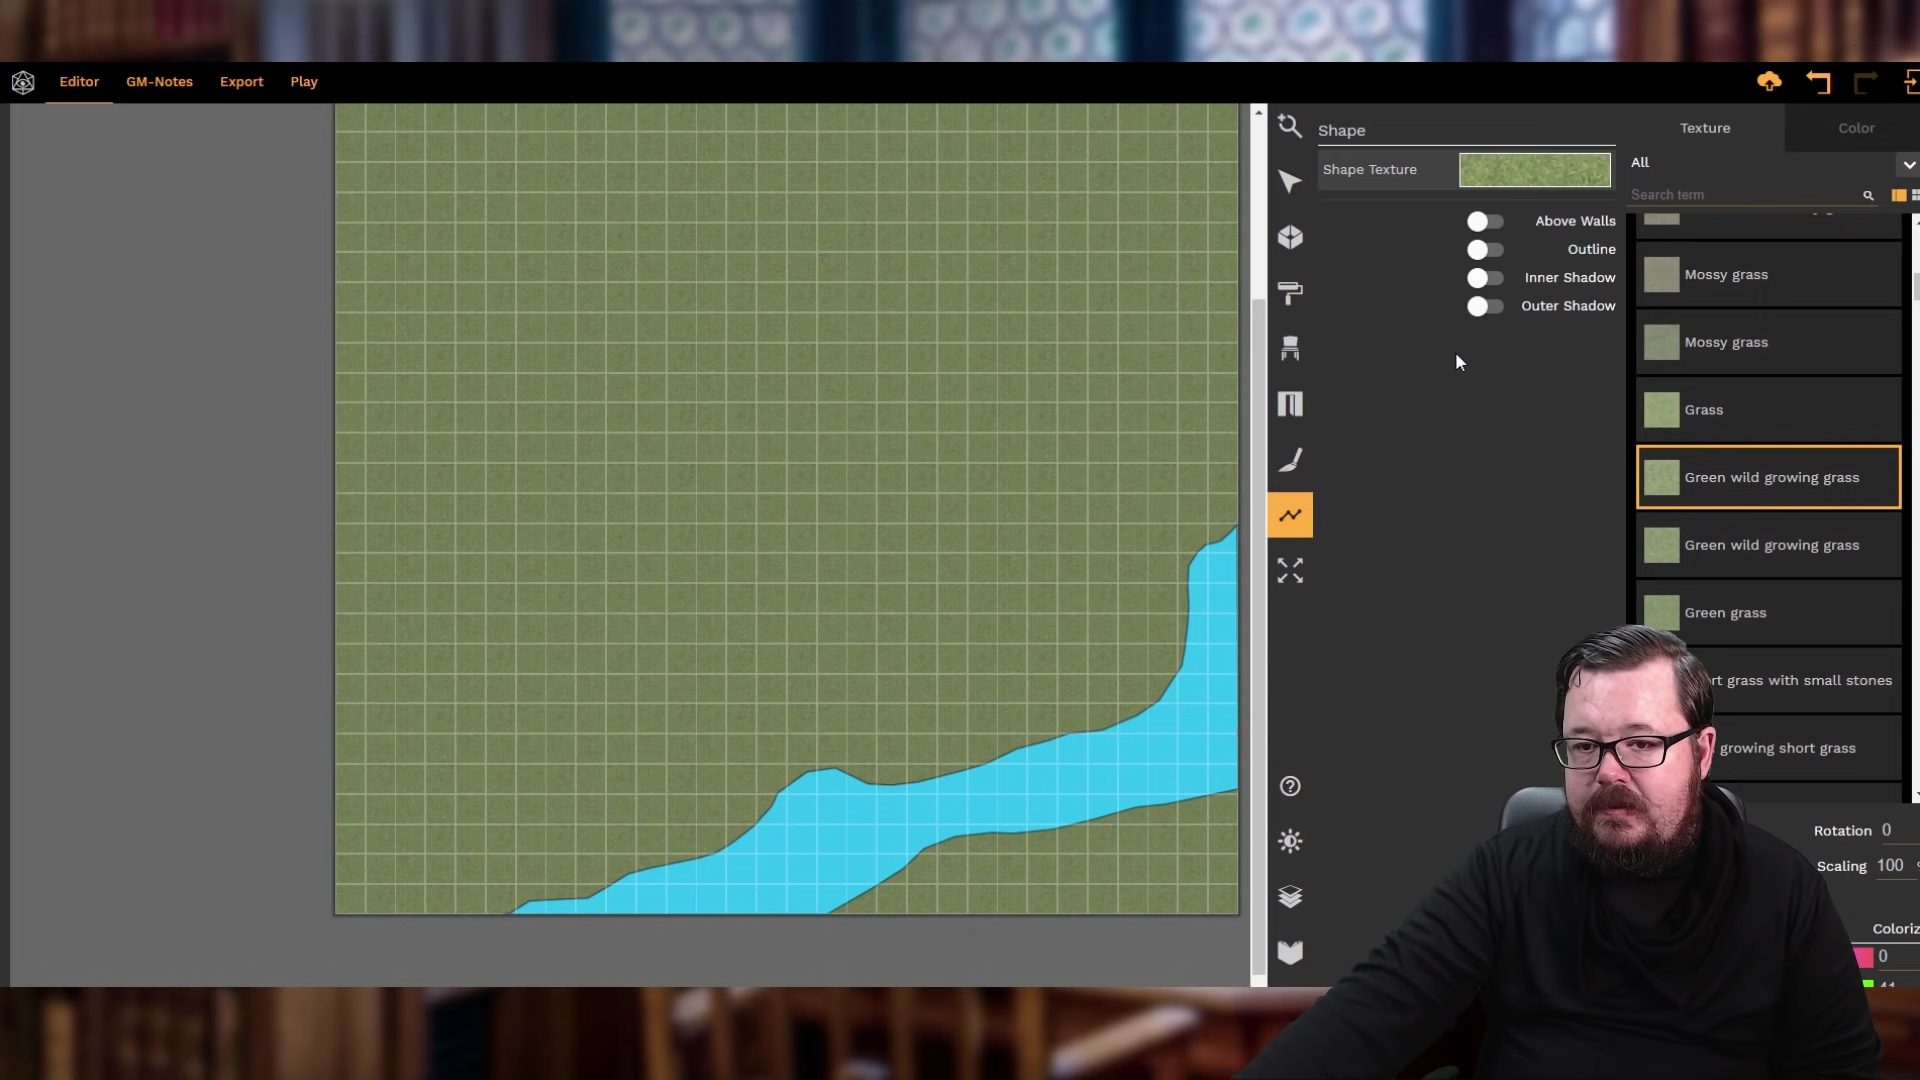 Editor GM-Notes Export Play
Shape
Shape Texture
Above Walls
Outline
Inner Shadow
Outer Shadow
Texture Color
All
Search term
Mossy grass
Mossy grass
Grass
Green wild growing grass
Green wild growing grass
Green grass
grass with small stones
growing short grass
Rotation 0
Scaling 100
0